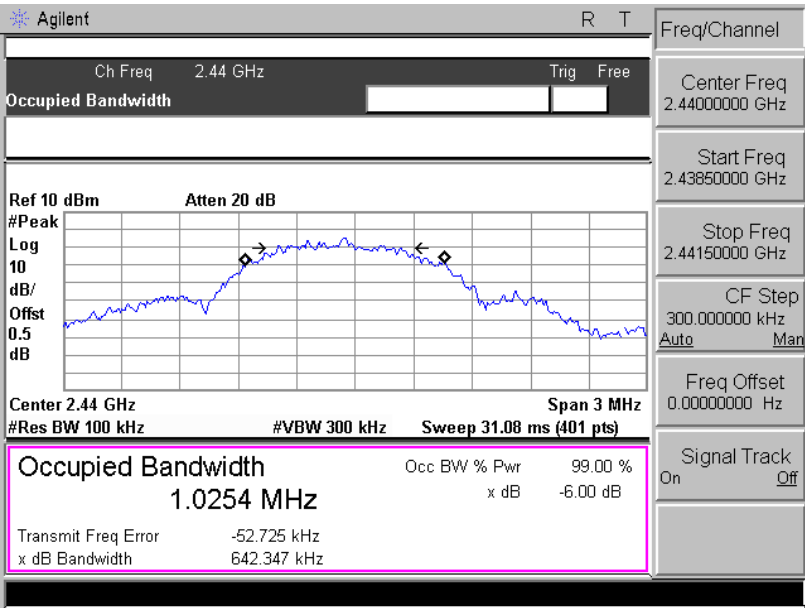 Agilent R T
Ch Freq 2.44 GHz Trig Free
Occupied Bandwidth
Ref 10 dBm Atten 20 dB
#Peak
Log
10
dB/
Offst
0.5
dB
Center 2.44 GHz Span 3 MHz
#Res BW 100 kHz #VBW 300 kHz Sweep 31.08 ms (401 pts)
Occupied Bandwidth
1.0254 MHz
Occ BW % Pwr 99.00 %
x dB -6.00 dB
Transmit Freq Error -52.725 kHz
x dB Bandwidth 642.347 kHz
Freq/Channel
Center Freq
2.44000000 GHz
Start Freq
2.43850000 GHz
Stop Freq
2.44150000 GHz
CF Step
300.000000 kHz
Auto Man
Freq Offset
0.00000000 Hz
Signal Track
On Off